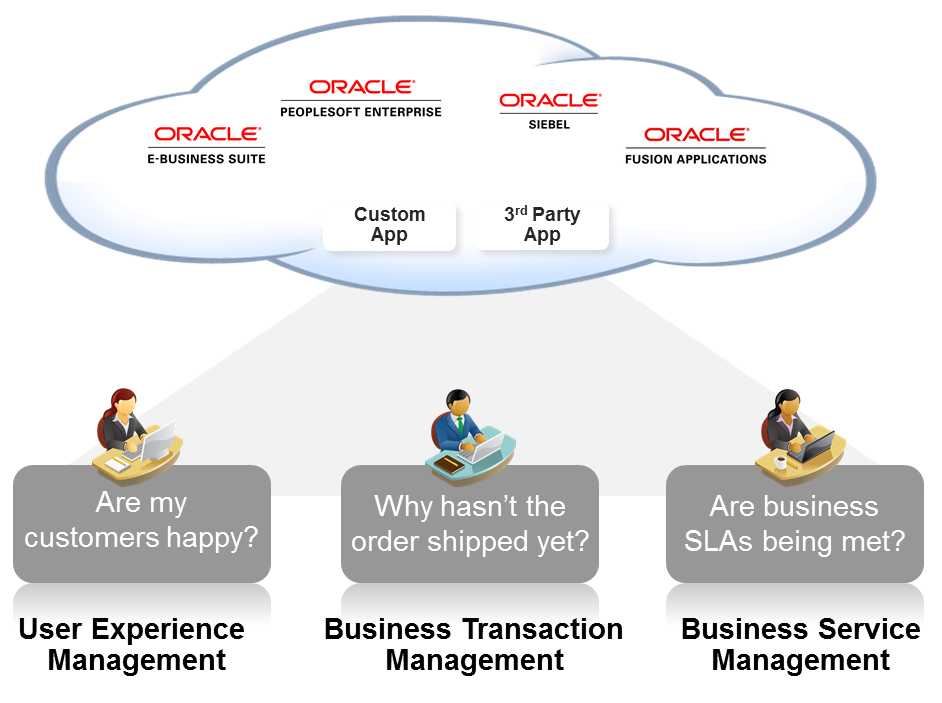 ORACLE®
PEOPLESOFT ENTERPRISE
ORACLE®
SIEBEL
ORACLE®
E-BUSINESS SUITE
ORACLE®
FUSION APPLICATIONS
Custom
App
3rd Party
App
Are my
customers happy?
Why hasn’t the
order shipped yet?
Are business
SLAs being met?
User Experience
Management
Business Transaction
Management
Business Service
Management